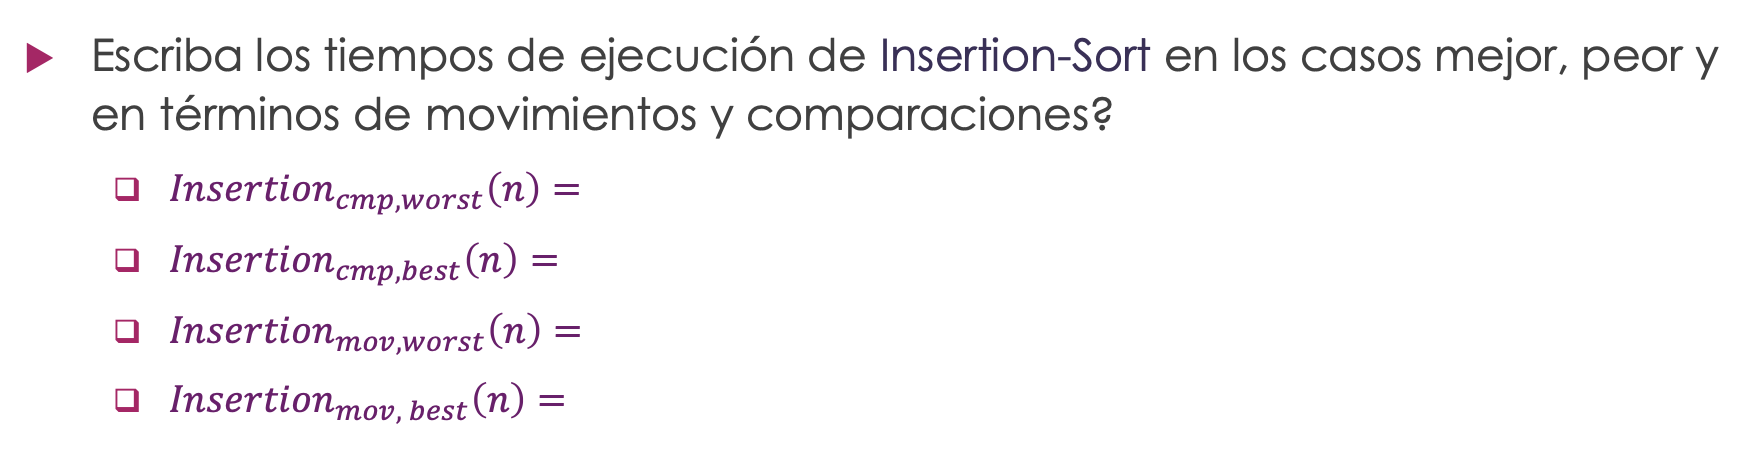 Escriba los tiempos de ejecución de Insertion-Sort en los casos mejor, peor y
en términos de movimientos y comparaciones?
Insertion_{cmp,worst}(n) =
Insertion_{cmp,best}(n) =
Insertion_{mov,worst}(n) =
Insertion_{mov, best}(n) =